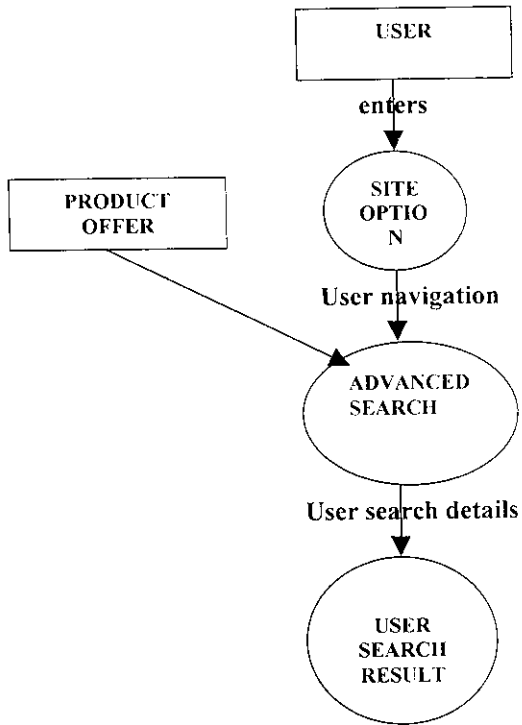 USER
enters
SITE
OPTIO
N
PRODUCT
OFFER
User navigation
ADVANCED
SEARCH
User search details
USER
SEARCH
RESULT